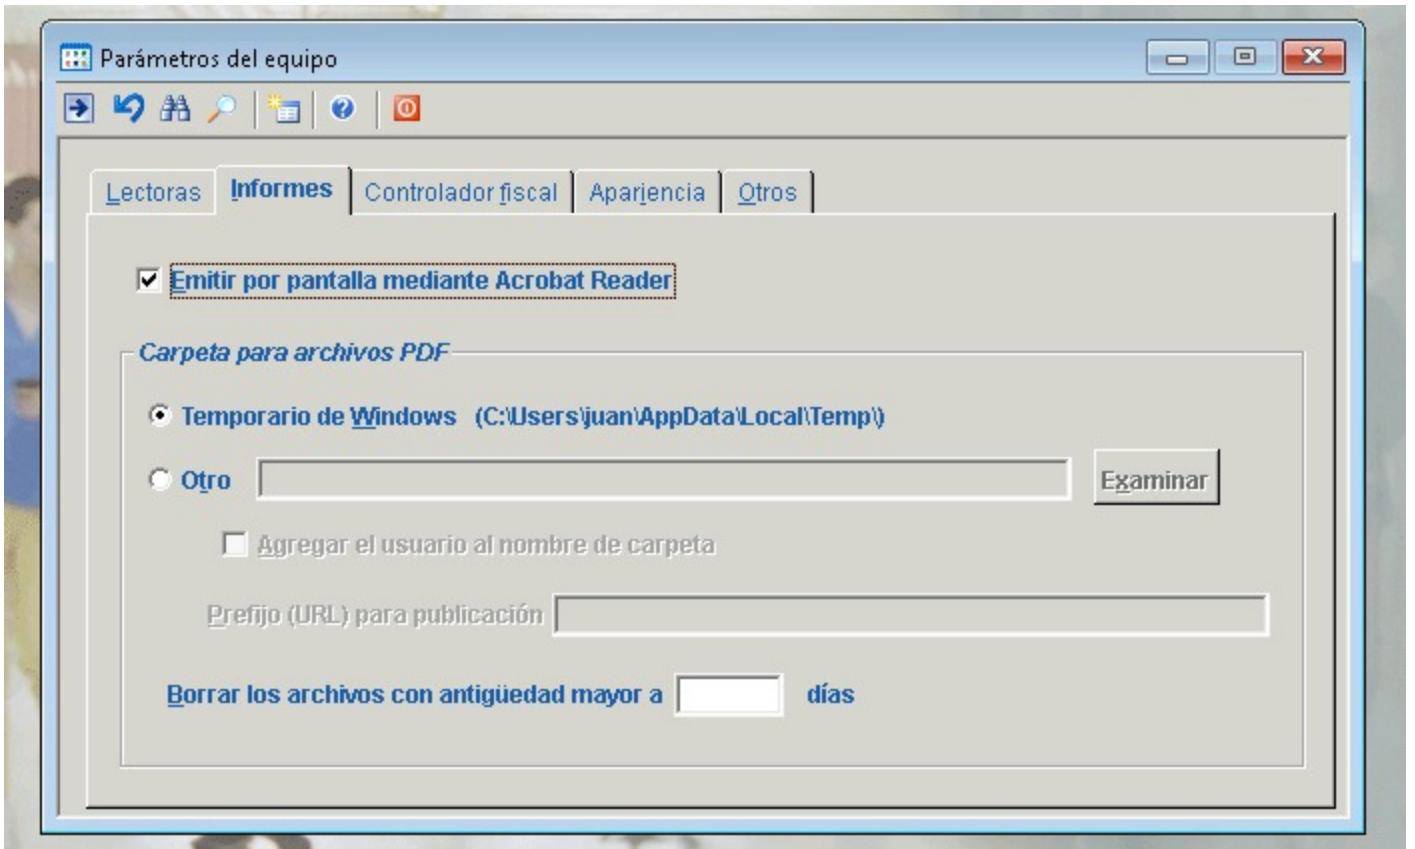 Parámetros del equipo
Lectoras Informes Controlador fiscal Apariencia Otros
Emitir por pantalla mediante Acrobat Reader
Carpeta para archivos PDF
Temporario de Windows (C:\Users\juan\AppData\Local\Temp\)
Otro Examinar
Agregar el usuario al nombre de carpeta
Prefijo (URL) para publicación
Borrar los archivos con antigüedad mayor a días